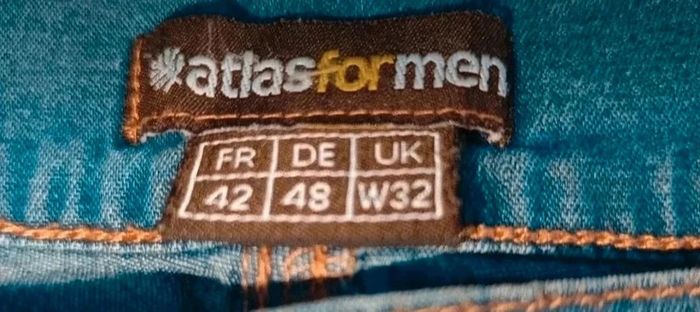 atlasformen
FR DE UK
42 48 W32